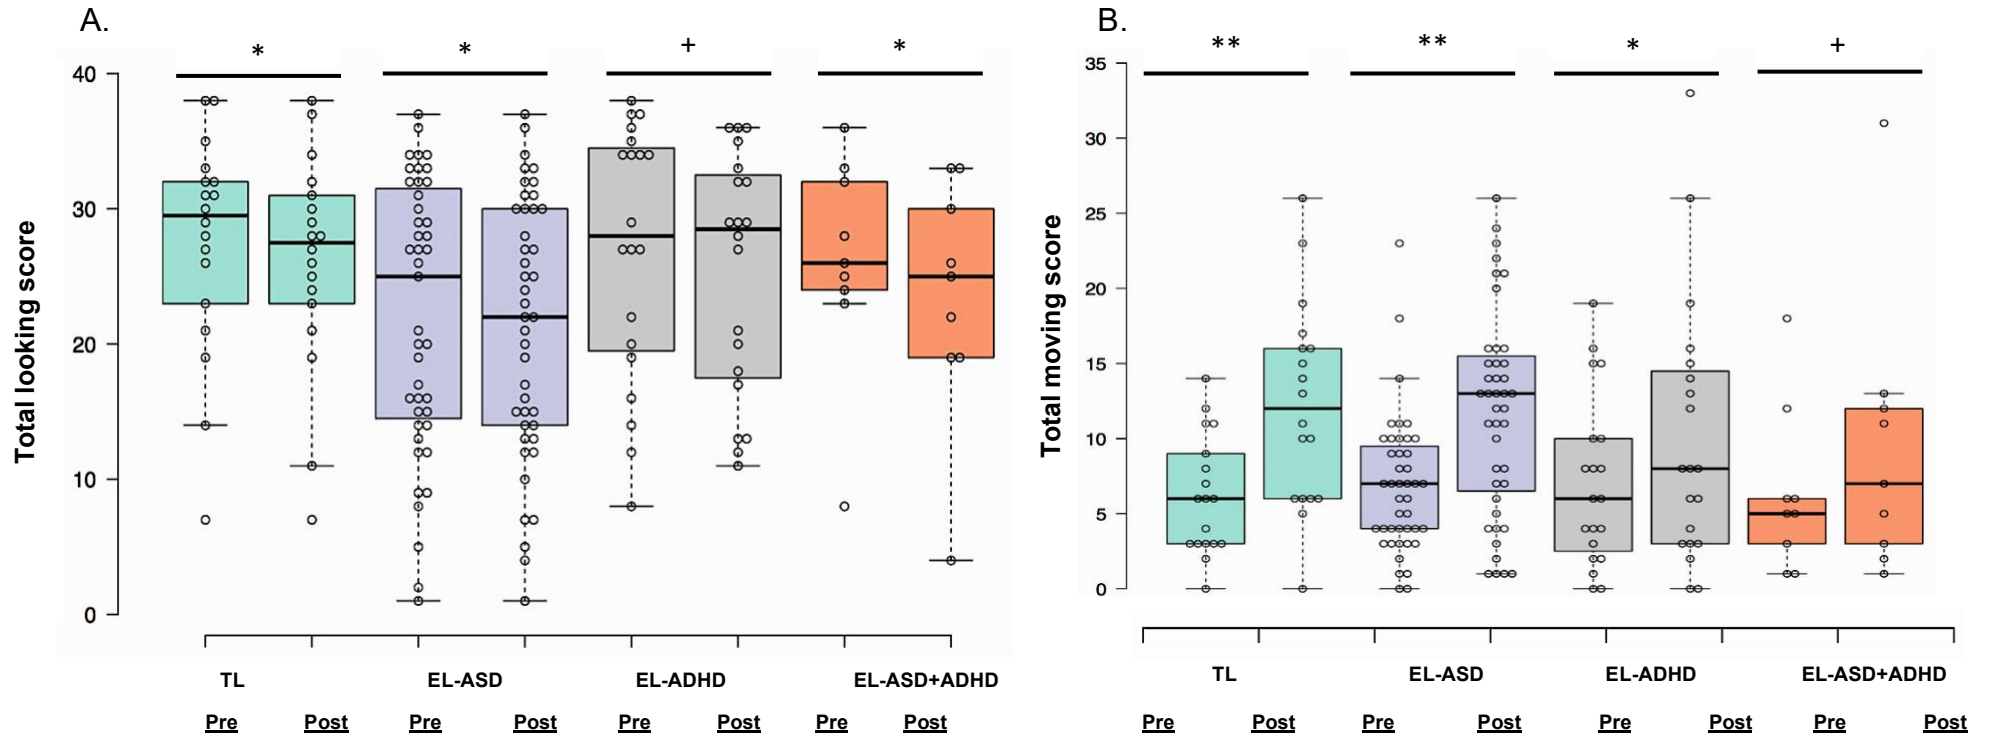 A.
* * + *
Total looking score
40
30
20
10
0
TL EL-ASD EL-ADHD EL-ASD+ADHD
Pre Post Pre Post Pre Post Pre Post
B.
** ** * +
Total moving score
35
30
25
20
15
10
5
0
TL EL-ASD EL-ADHD EL-ASD+ADHD
Pre Post Pre Post Pre Post Pre Post